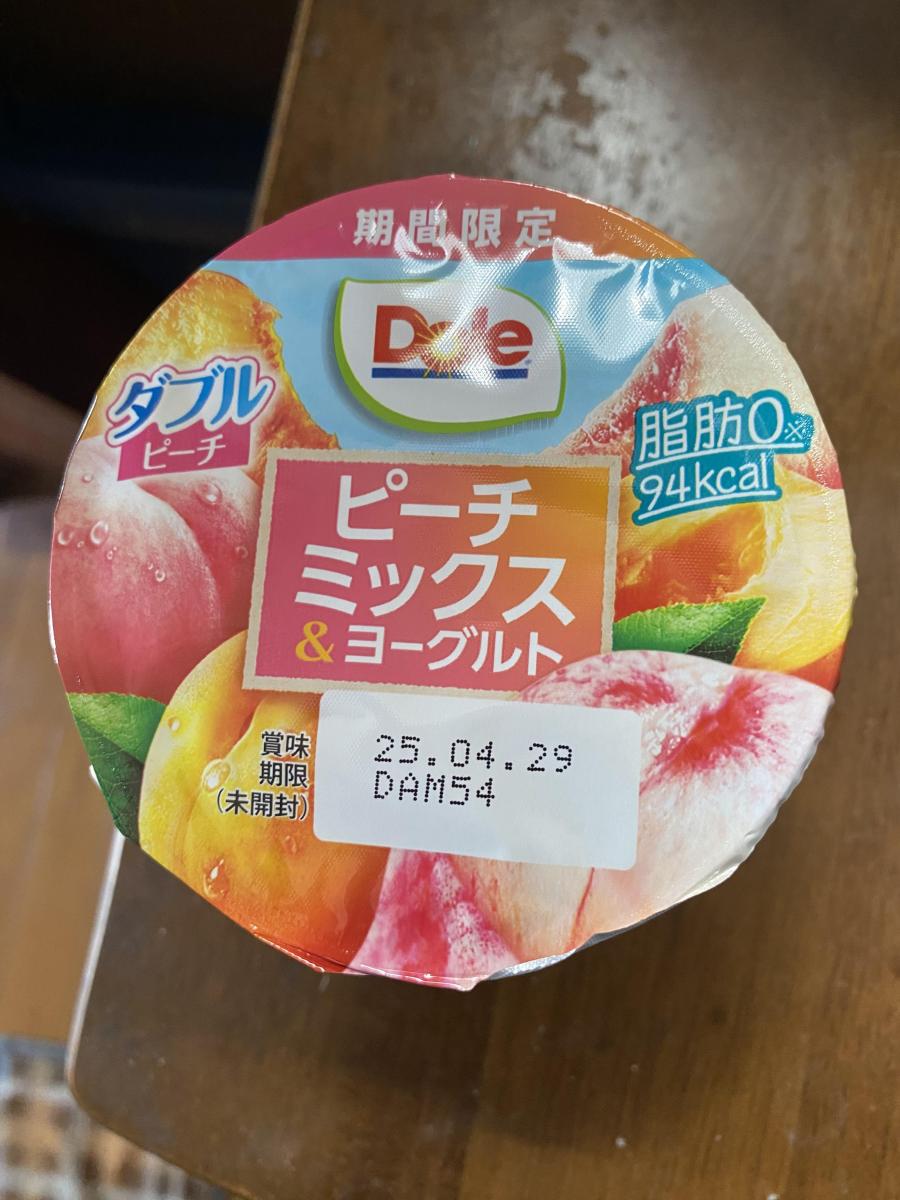 期間限定
Dole
ダブル
ピーチ
脂肪0※
94kcal
ピーチ
ミックス
&ヨーグルト
賞味
期限
(未開封)
25.04.29
DAM54